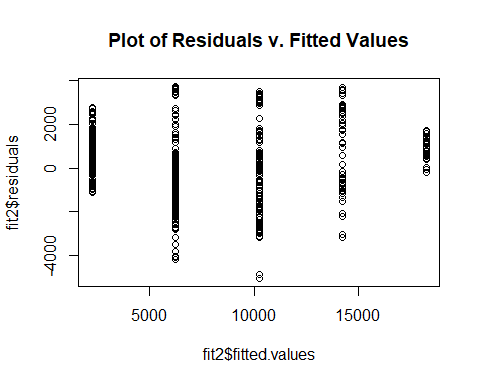 Plot of Residuals v. Fitted Values
fit2$residuals
2000
0
-4000
5000
10000
15000
fit2$fitted.values